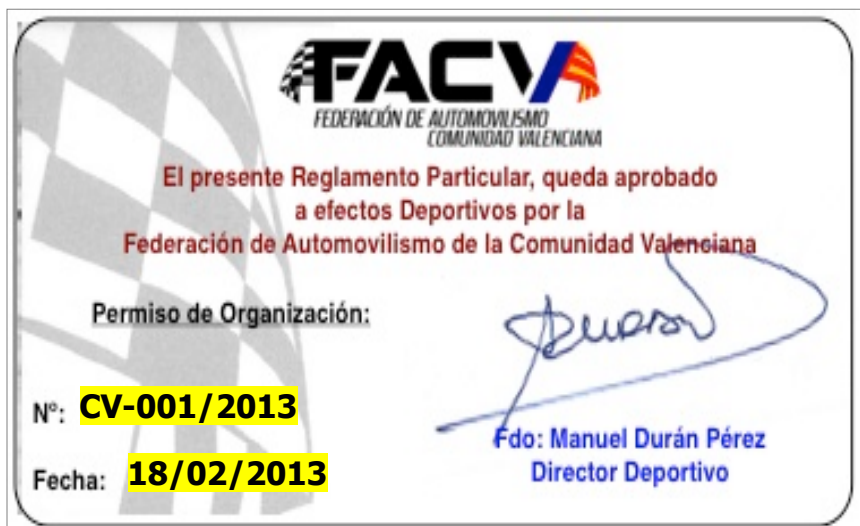 FACVA
FEDERACIÓN DE AUTOMOVILISMO
COMUNIDAD VALENCIANA
El presente Reglamento Particular, queda aprobado
a efectos Deportivos por la
Federación de Automovilismo de la Comunidad Valenciana
Permiso de Organización:
Nº: CV-001/2013
Fecha: 18/02/2013
Fdo: Manuel Durán Pérez
Director Deportivo